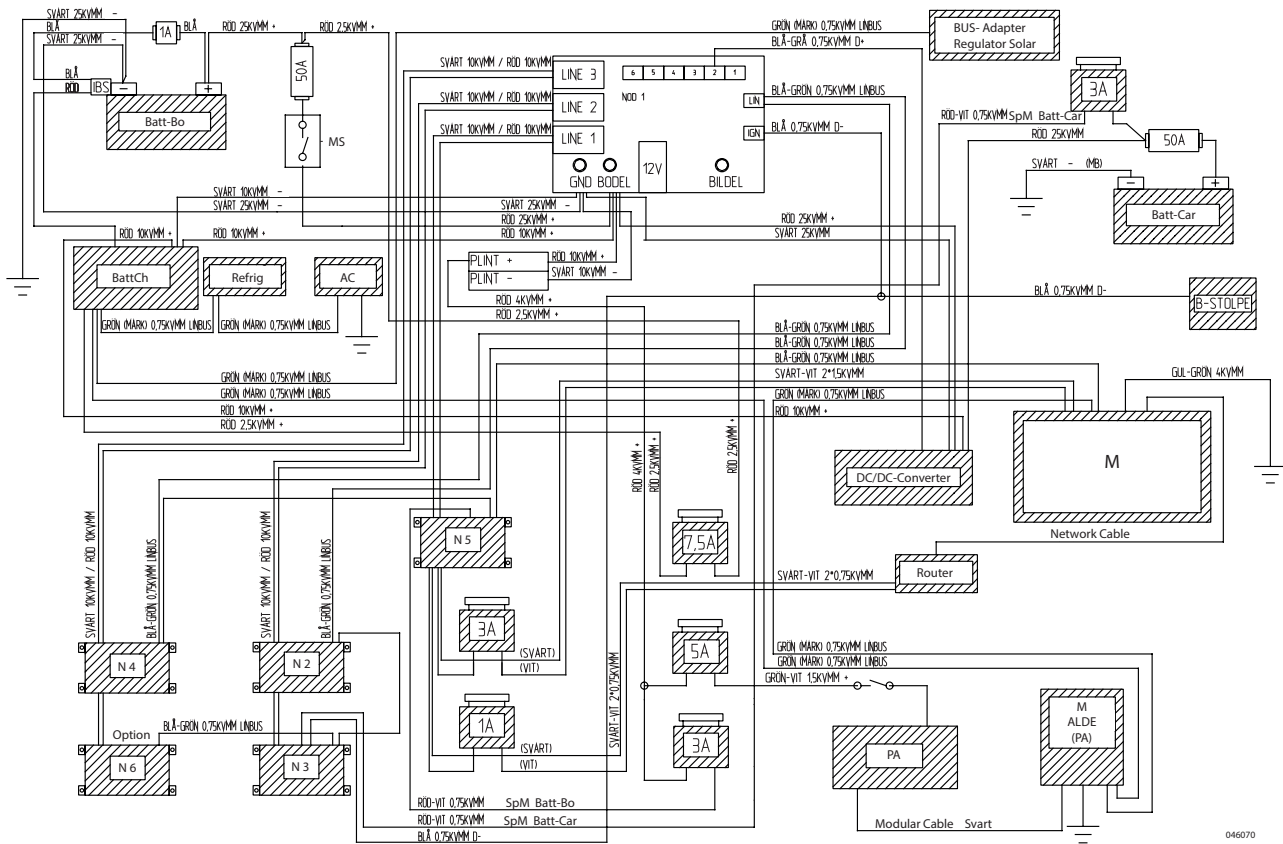 SVART 25KVMM -
BLÅ
SVART 25KVMM -
1A
BLÅ
RÖD 25KVMM +
RÖD 2,5KVMM +
BLÅ
RÖD
IBS
-
+
Batt-Bo
50A
MS
SVART 10KVMM / RÖD 10KVMM
SVART 10KVMM / RÖD 10KVMM
SVART 10KVMM / RÖD 10KVMM
LINE 3
LINE 2
LINE 1
6 5 4 3 2 1
NOD 1
LIN
IGN
GND BODEL
12V
BILDEL
GRÖN (MÄRK) 0,75KVMM LINBUS
BLÅ-GRÅ 0,75KVMM D+
BUS- Adapter
Regulator Solar
BLÅ-GRÖN 0,75KVMM LINBUS
BLÅ 0,75KVMM D-
3A
RÖD-VIT 0,75KVMM SpM Batt-Car
RÖD 25KVMM
50A
SVART - (MB)
-
+
Batt-Car
SVART 10KVMM -
SVART 25KVMM -
SVART 25KVMM -
RÖD 25KVMM +
RÖD 10KVMM +
RÖD 10KVMM +
RÖD 10KVMM +
RÖD 25KVMM +
SVART 25KVMM
BattCh
Refrig
AC
PLINT +
PLINT -
RÖD 10KVMM +
SVART 10KVMM -
RÖD 4KVMM +
RÖD 2,5KVMM +
BLÅ 0,75KVMM D-
B-STOLPE
GRÖN (MÄRK) 0,75KVMM LINBUS
GRÖN (MÄRK) 0,75KVMM LINBUS
BLÅ-GRÖN 0,75KVMM LINBUS
BLÅ-GRÖN 0,75KVMM LINBUS
BLÅ-GRÖN 0,75KVMM LINBUS
SVART-VIT 2*1,5KVMM
GUL-GRÖN 4KVMM
GRÖN (MÄRK) 0,75KVMM LINBUS
GRÖN (MÄRK) 0,75KVMM LINBUS
RÖD 10KVMM +
RÖD 2,5KVMM +
GRÖN (MÄRK) 0,75KVMM LINBUS
RÖD 10KVMM +
RÖD 4KVMM +
RÖD 2,5KVMM +
RÖD 2,5KVMM +
DC/DC-Converter
M
Network Cable
SVART 10KVMM / RÖD 10KVMM
BLÅ-GRÖN 0,75KVMM LINBUS
SVART 10KVMM / RÖD 10KVMM
BLÅ-GRÖN 0,75KVMM LINBUS
N 5
7,5A
SVART-VIT 2*0,75KVMM
Router
3A
(SVART)
(VIT)
5A
GRÖN (MÄRK) 0,75KVMM LINBUS
GRÖN (MÄRK) 0,75KVMM LINBUS
GRÖN-VIT 1,5KVMM +
N 4
N 2
SVART-VIT 2*0,75KVMM
1A
(SVART)
(VIT)
3A
Option
BLÅ-GRÖN 0,75KVMM LINBUS
N 6
N 3
PA
M
ALDE
(PA)
RÖD-VIT 0,75KVMM SpM Batt-Bo
RÖD-VIT 0,75KVMM SpM Batt-Car
BLÅ 0,75KVMM D-
Modular Cable Svart
046070